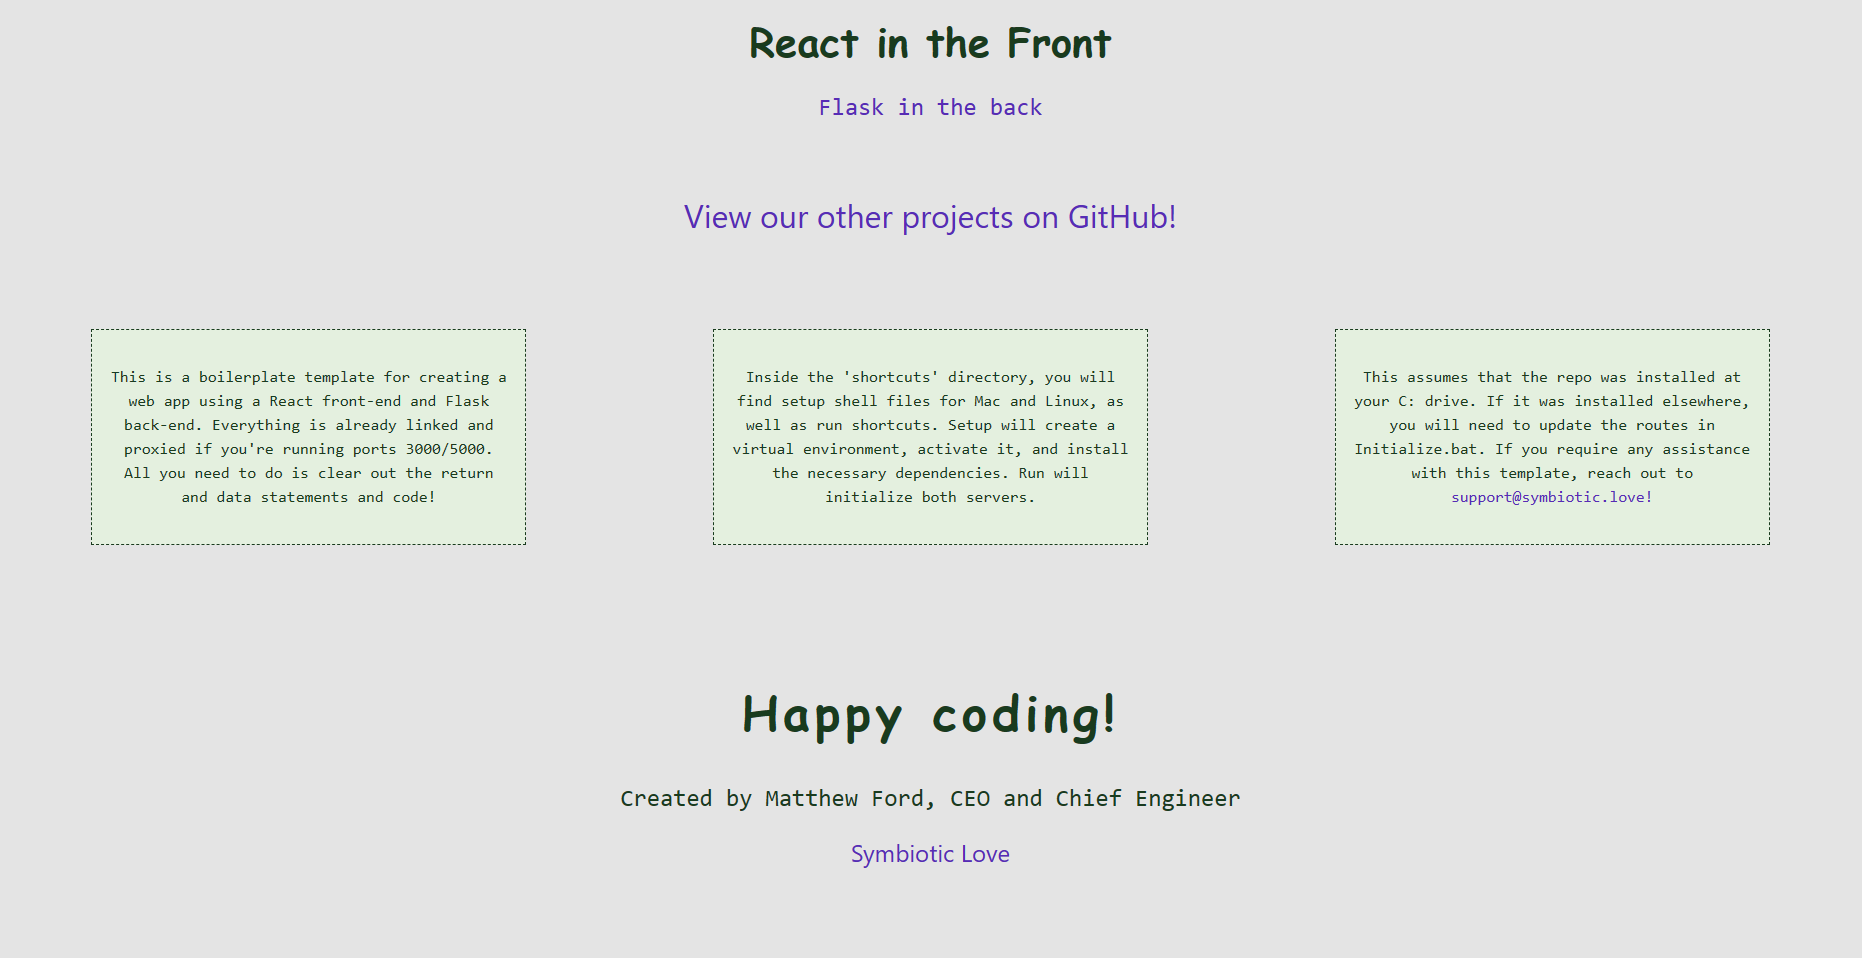 React in the Front
Flask in the back
View our other projects on GitHub!
This is a boilerplate template for creating a
web app using a React front-end and Flask
back-end. Everything is already linked and
proxied if you're running ports 3000/5000.
All you need to do is clear out the return
and data statements and code!
Inside the 'shortcuts' directory, you will
find setup shell files for Mac and Linux, as
well as run shortcuts. Setup will create a
virtual environment, activate it, and install
the necessary dependencies. Run will
initialize both servers.
This assumes that the repo was installed at
your C: drive. If it was installed elsewhere,
you will need to update the routes in
Initialize.bat. If you require any assistance
with this template, reach out to
support@symbiotic.love!
Happy coding!
Created by Matthew Ford, CEO and Chief Engineer
Symbiotic Love